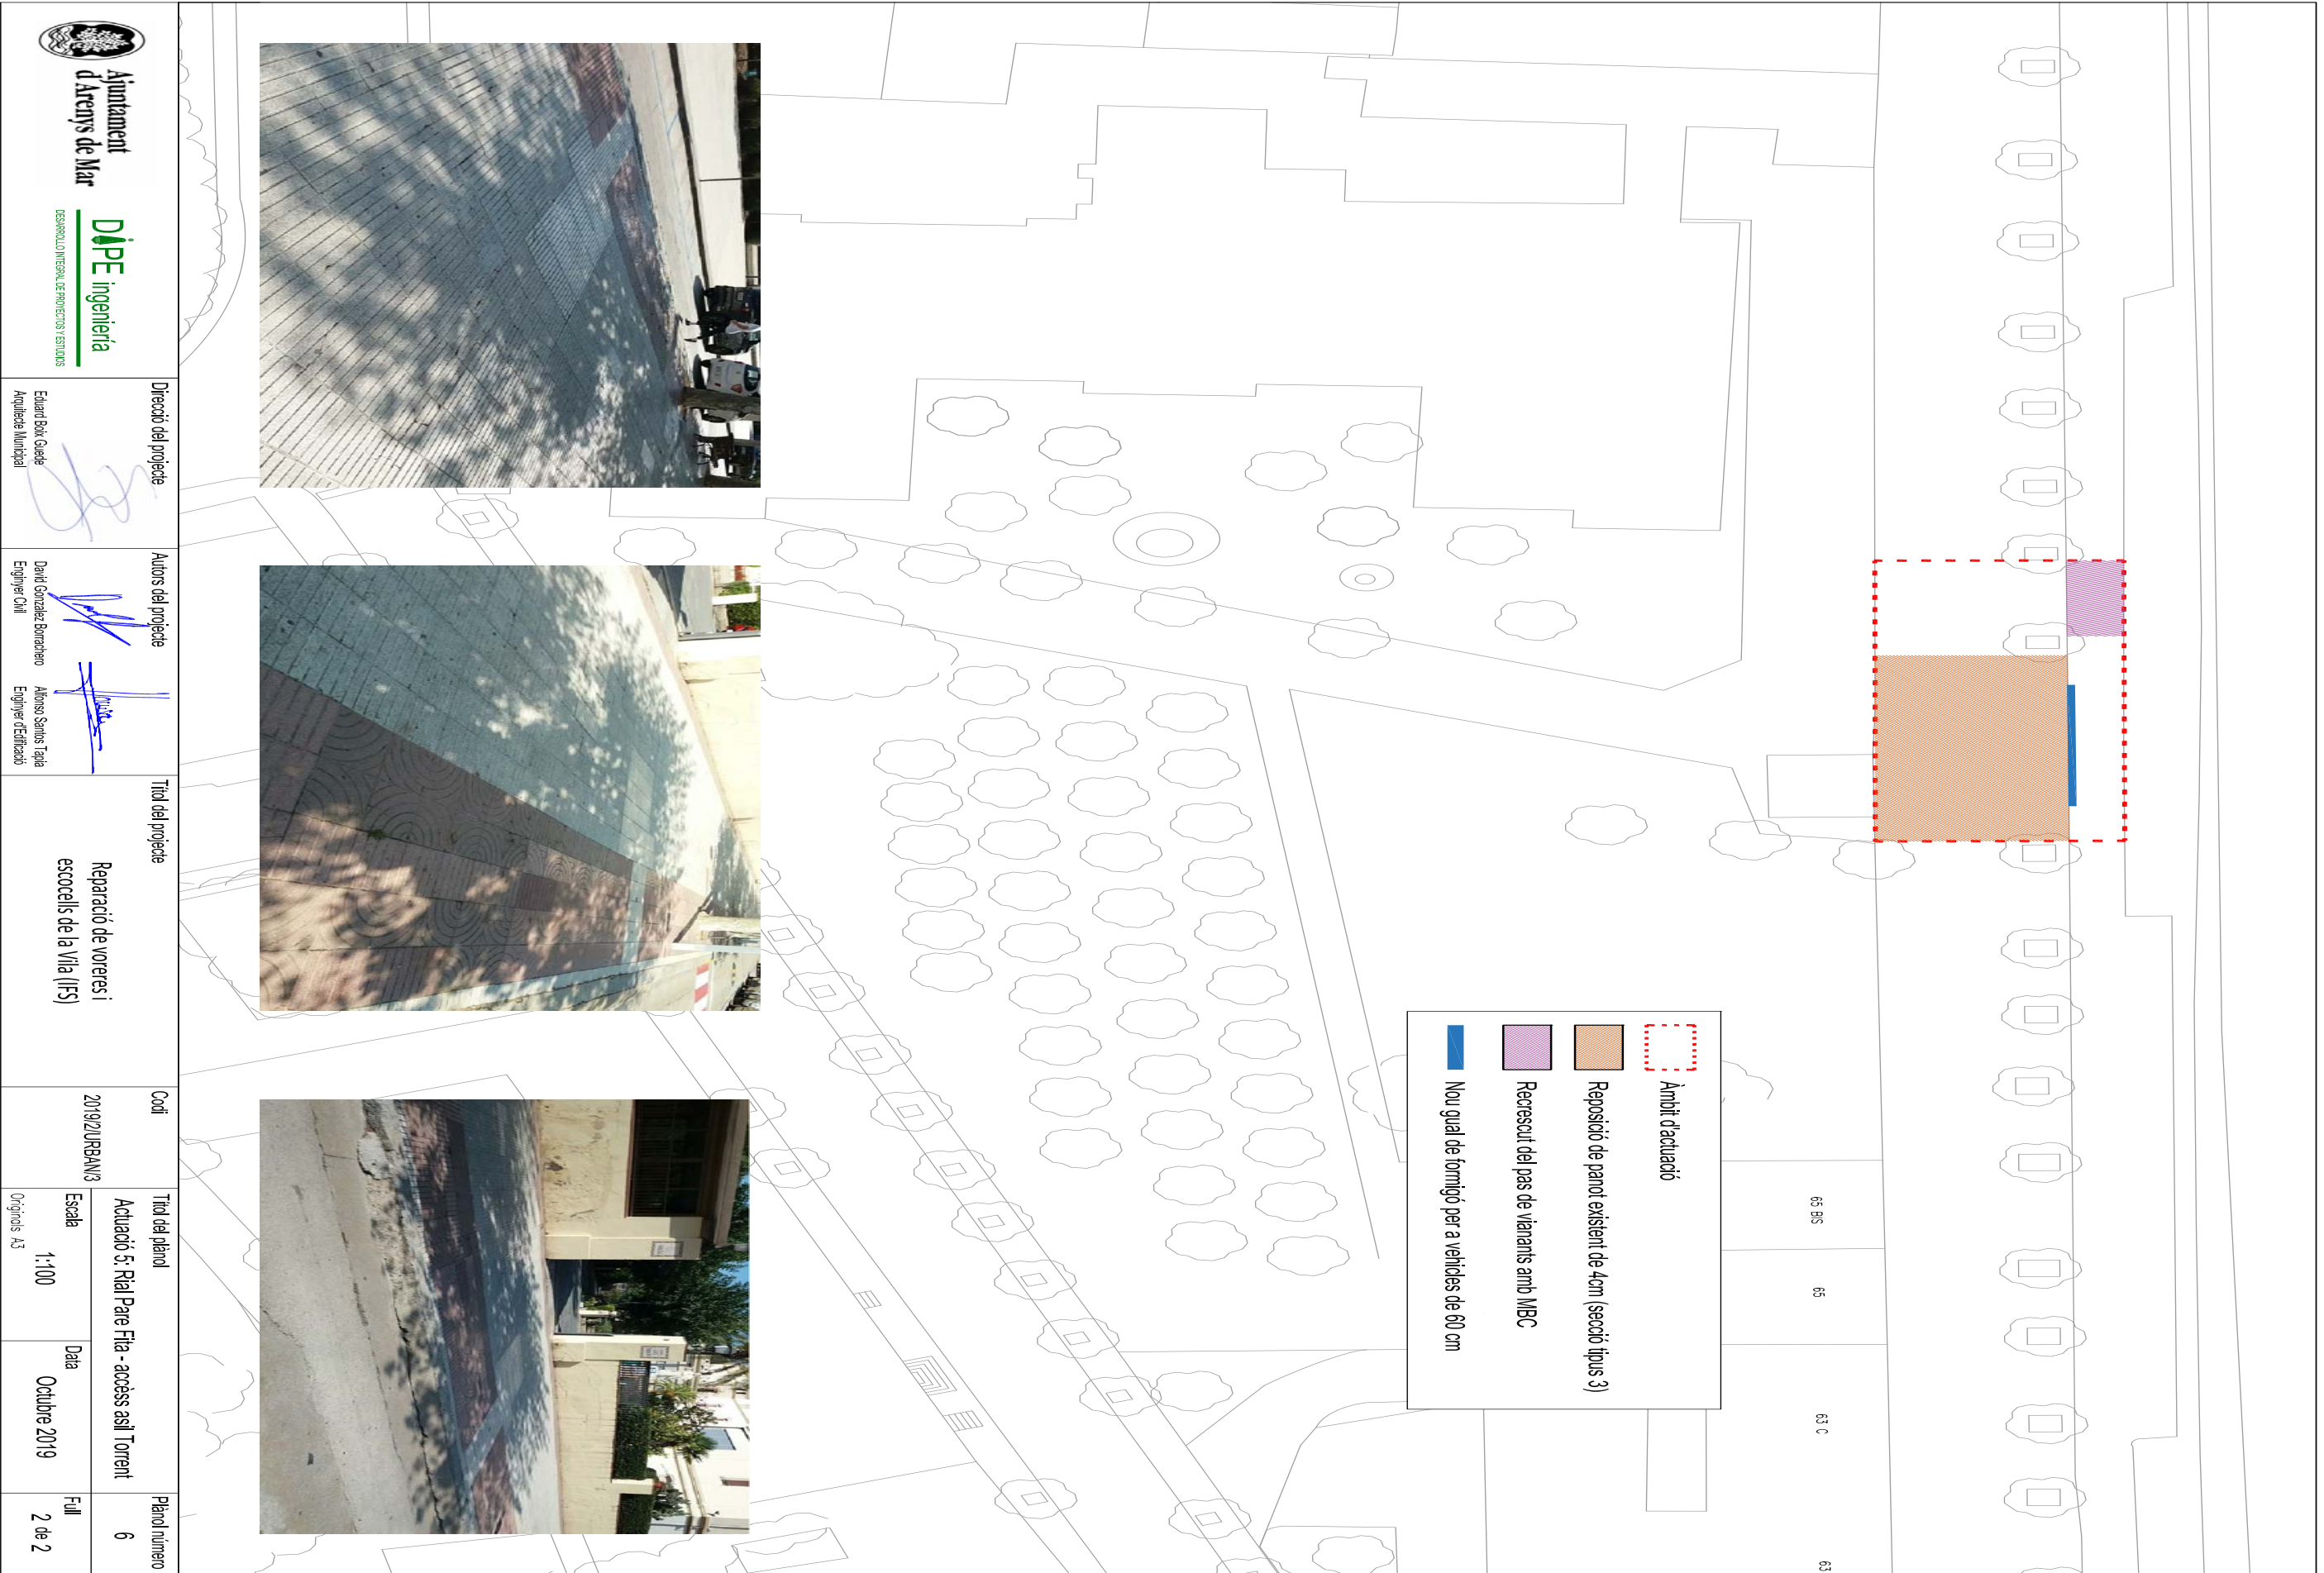 Àmbit d'actuació
Reposició de panot existent de 4cm (secció tipus 3)
Recrescut del pas de vianants amb MBC
Nou gual de formigó per a vehicles de 60 cm
65 BIS
65
63 C
63
Ajuntament
d'Arenys de Mar
DIPE ingeniería
DESARROLLO INTEGRAL DE PROYECTOS Y ESTUDIOS
Direcció del projecte
Eduard Boix Guede
Arquitecte Municipal
Autors del projecte
David Gonzalez Borrachero
Enginyer Civil
Alfonso Santos Tapia
Enginyer d'Edificació
Títol del projecte
Reparació de voreres i
escocells de la Vila (IFS)
Codi
2019/2/URBAN/3
Títol del plànol
Actuació 5: Rial Pare Fita - accèss asil Torrent
Plànol número
6
Escala
1:100
Originals A3
Data
Octubre 2019
Full
2 de 2